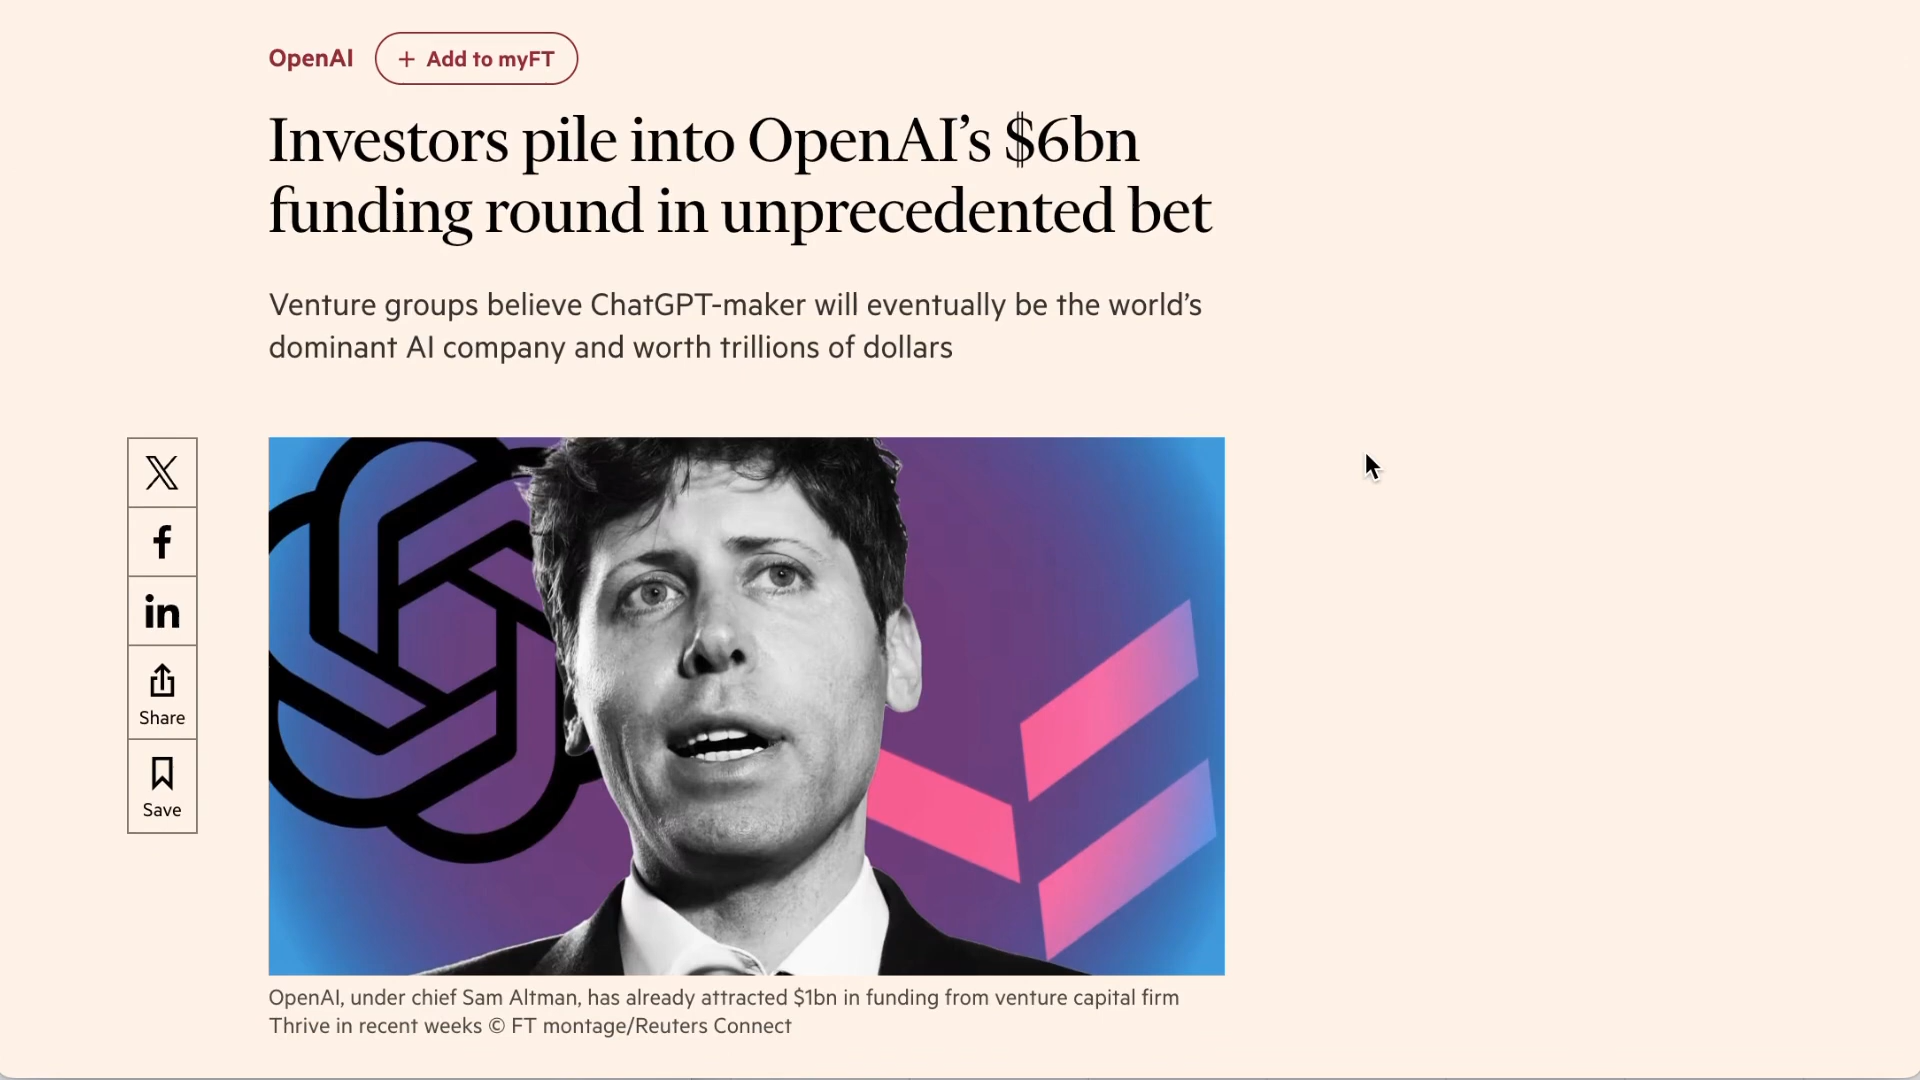 OpenAI
+ Add to myFT
Investors pile into OpenAI’s $6bn
funding round in unprecedented bet
Venture groups believe ChatGPT-maker will eventually be the world’s
dominant AI company and worth trillions of dollars
X
f
in
Share
Save
OpenAI, under chief Sam Altman, has already attracted $1bn in funding from venture capital firm
Thrive in recent weeks © FT montage/Reuters Connect